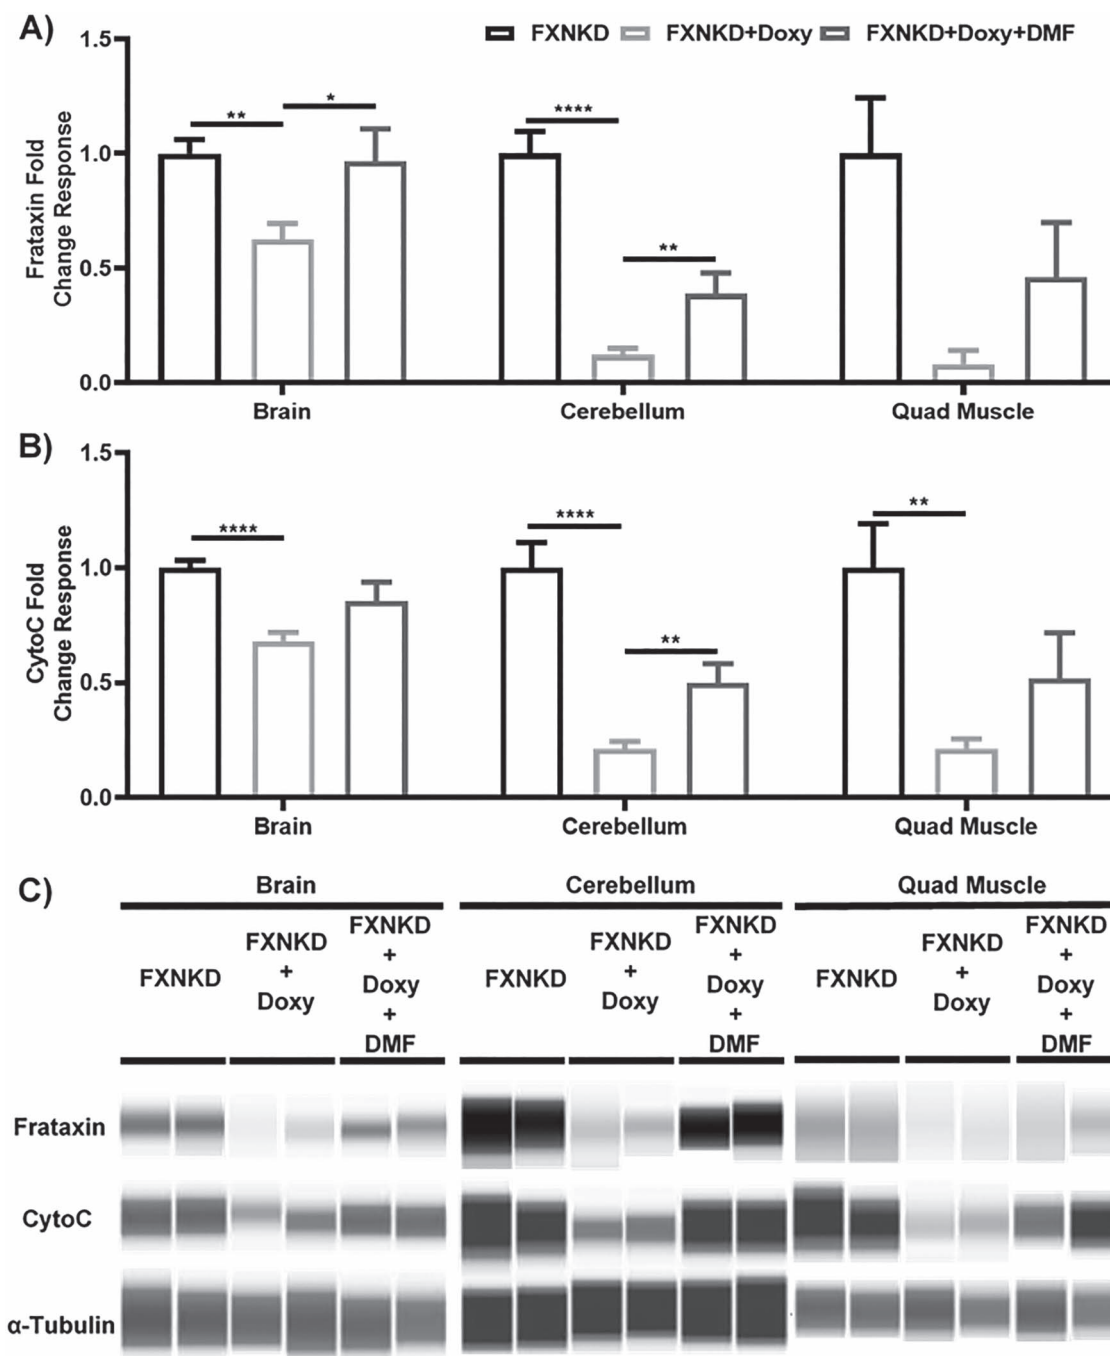 A)
FXNKD FXNKD+Doxy FXNKD+Doxy+DMF
Frataxin Fold
Change Response
1.5
1.0
0.5
0.0
** * **** **
Brain Cerebellum Quad Muscle
B)
CytoC Fold
Change Response
1.5
1.0
0.5
0.0
**** **** ** **
Brain Cerebellum Quad Muscle
C)
Brain Cerebellum Quad Muscle
FXNKD FXNKD + Doxy FXNKD + Doxy + DMF FXNKD FXNKD + Doxy FXNKD + Doxy + DMF FXNKD FXNKD + Doxy FXNKD + Doxy + DMF
Frataxin
CytoC
α-Tubulin